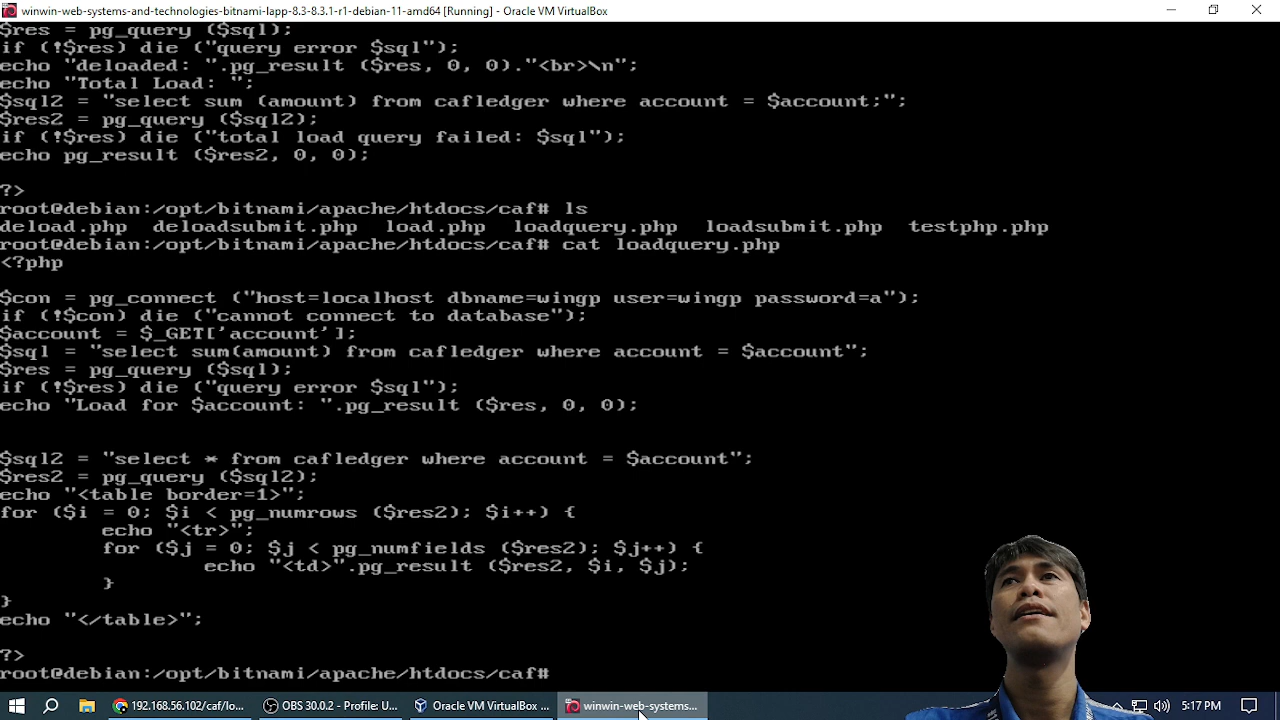 winwin-web-systems-and-technologies-bitnami-lapp-8.3-8.3.1-r1-debian-11-amd64 [Running] - Oracle VM VirtualBox
$res = pg_query ($sql);
if (!$res) die ("query error $sql");
echo "deloaded: ".pg_result ($res, 0, 0)."<br>\n";
echo "Total Load: ";
$sql2 = "select sum (amount) from cafledger where account = $account;";
$res2 = pg_query ($sql2);
if (!$res) die ("total load query failed: $sql");
echo pg_result ($res2, 0, 0);
?>
root@debian:/opt/bitnami/apache/htdocs/caf# ls
deload.php  deloadsubmit.php  load.php  loadquery.php  loadsubmit.php  testphp.php
root@debian:/opt/bitnami/apache/htdocs/caf# cat loadquery.php
<?php
$con = pg_connect ("host=localhost dbname=wingp user=wingp password=a");
if (!$con) die ("cannot connect to database");
$account = $_GET['account'];
$sql = "select sum(amount) from cafledger where account = $account";
$res = pg_query ($sql);
if (!$res) die ("query error $sql");
echo "Load for $account: ".pg_result ($res, 0, 0);
$sql2 = "select * from cafledger where account = $account";
$res2 = pg_query ($sql2);
echo "<table border=1>";
for ($i = 0; $i < pg_numrows ($res2); $i++) {
        echo "<tr>";
        for ($j = 0; $j < pg_numfields ($res2); $j++) {
                echo "<td>".pg_result ($res2, $i, $j);
        }
}
echo "</table>";
?>
root@debian:/opt/bitnami/apache/htdocs/caf#
192.168.56.102/caf/lo...
OBS 30.0.2 - Profile: U...
Oracle VM VirtualBox ...
winwin-web-systems...
5:17 PM